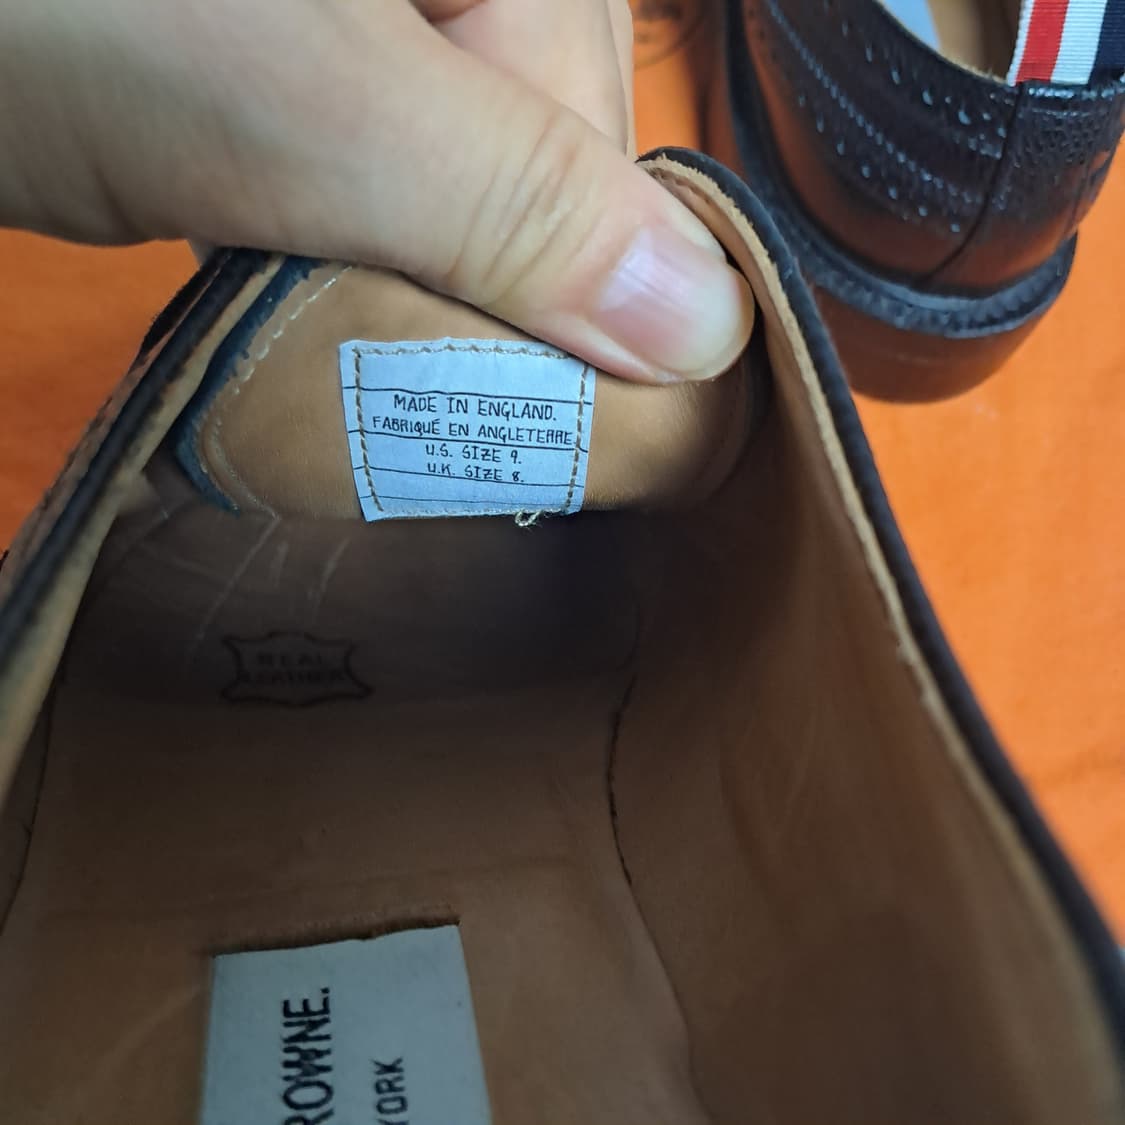 MADE IN ENGLAND.
FABRIQUÉ EN ANGLETERRE
U.S. SIZE 9.
U.K. SIZE 8.
REAL
LEATHER
ROWNE.
YORK